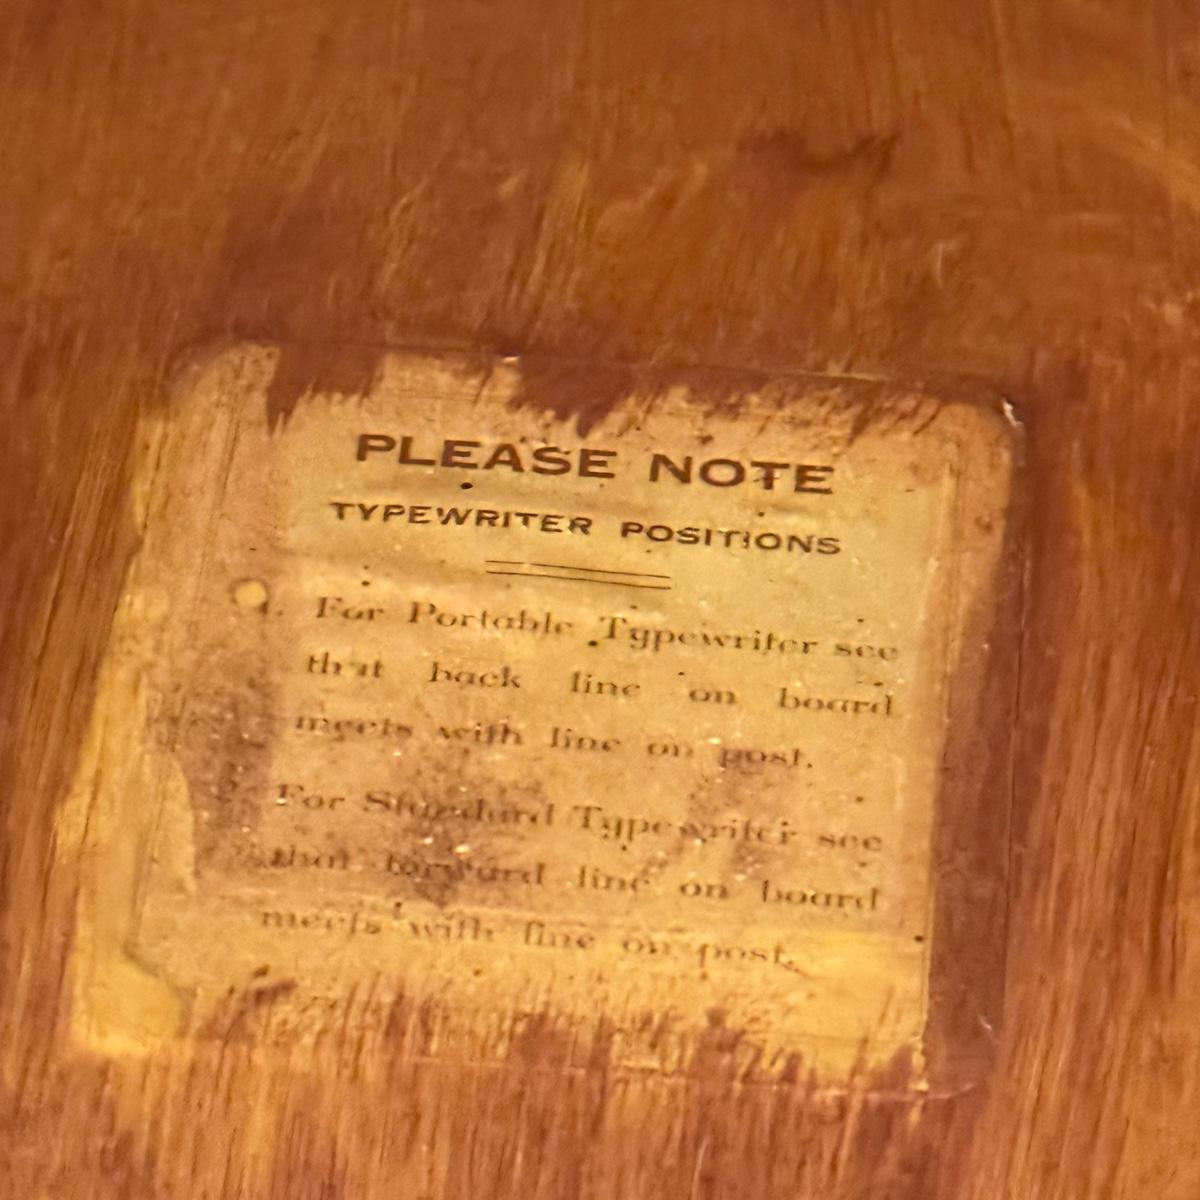 PLEASE NOTE
TYPEWRITER POSITIONS
1. For Portable Typewriter see
that back line on board
meets with line on post.
For Standard Typewriter see
that forward line on board
meets with line on post.